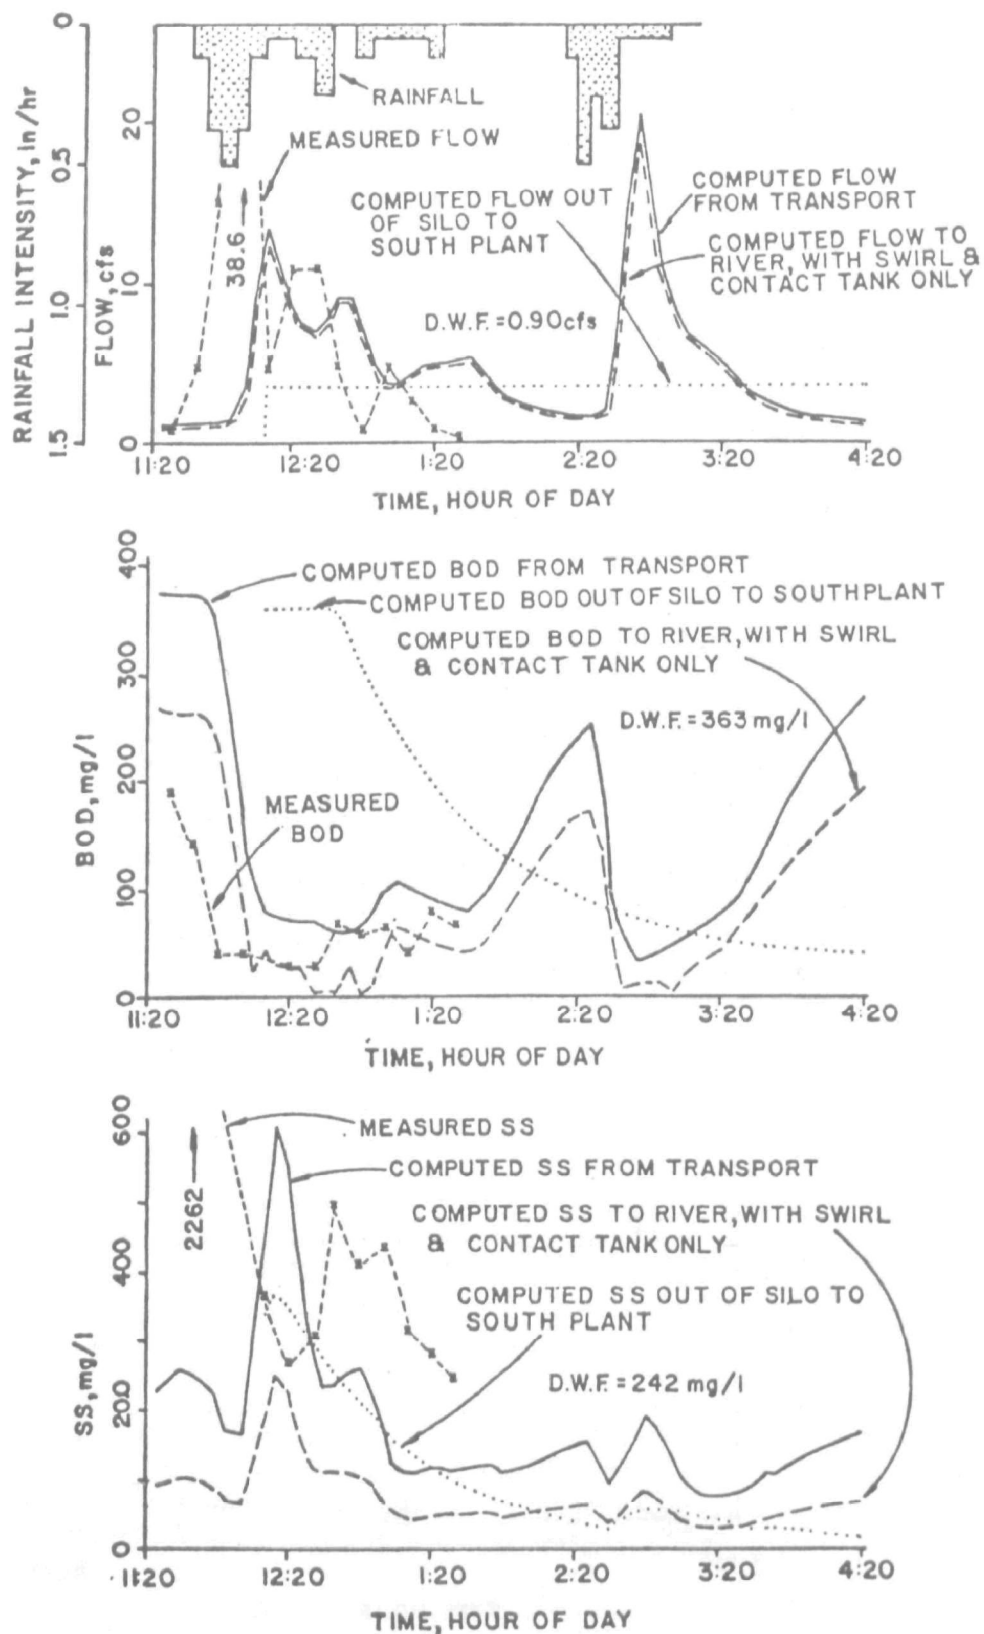 RAINFALL INTENSITY, in/hr
0
0.5
1.0
1.5
FLOW, cfs
20
10
0
RAINFALL
MEASURED FLOW
38.6
COMPUTED FLOW OUT
OF SILO TO
SOUTH PLANT
COMPUTED FLOW
FROM TRANSPORT
COMPUTED FLOW TO
RIVER, WITH SWIRL &
CONTACT TANK ONLY
D.W.F.=0.90cfs
11:20 12:20 1:20 2:20 3:20 4:20
TIME, HOUR OF DAY
BOD, mg/l
400
300
200
100
0
COMPUTED BOD FROM TRANSPORT
COMPUTED BOD OUT OF SILO TO SOUTH PLANT
COMPUTED BOD TO RIVER, WITH SWIRL
& CONTACT TANK ONLY
D.W.F.=363 mg/l
MEASURED
BOD
11:20 12:20 1:20 2:20 3:20 4:20
TIME, HOUR OF DAY
SS, mg/l
600
400
200
0
2262
MEASURED SS
COMPUTED SS FROM TRANSPORT
COMPUTED SS TO RIVER, WITH SWIRL
& CONTACT TANK ONLY
COMPUTED SS OUT OF SILO TO
SOUTH PLANT
D.W.F.=242 mg/l
11:20 12:20 1:20 2:20 3:20 4:20
TIME, HOUR OF DAY